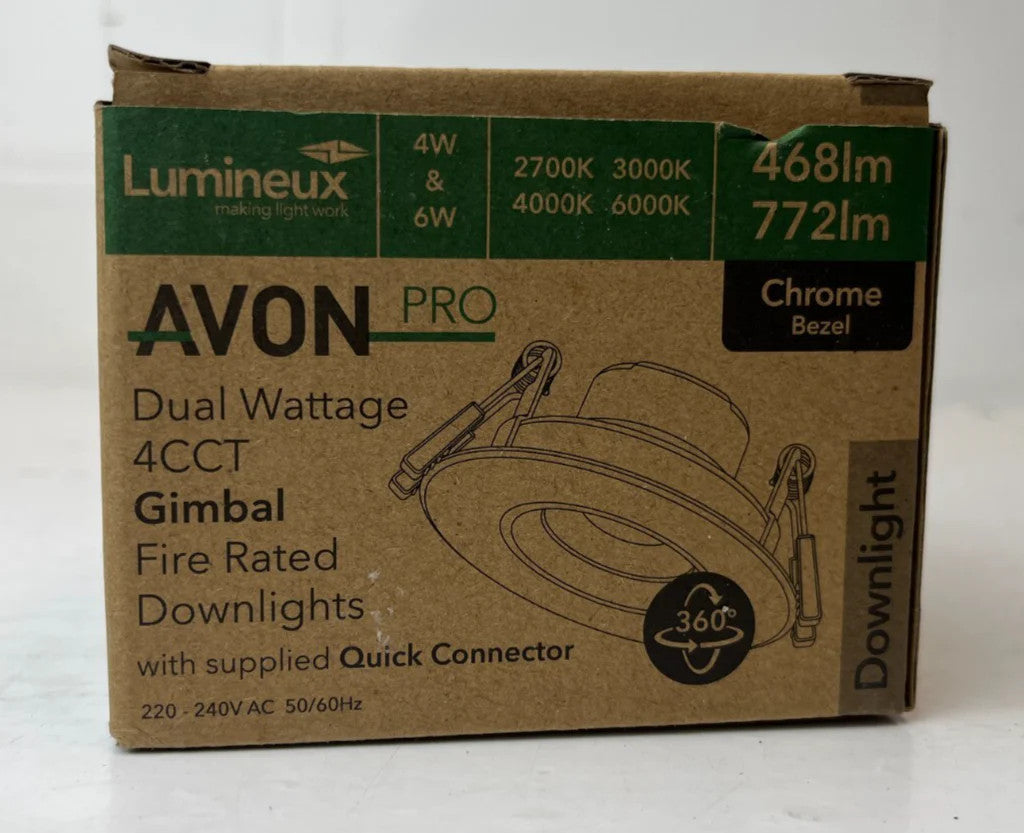 Lumineux
making light work
4W
&
6W
2700K 3000K
4000K 6000K
468lm
772lm
AVON PRO
Chrome
Bezel
Dual Wattage
4CCT
Gimbal
Fire Rated
Downlights
with supplied Quick Connector
220 - 240V AC 50/60Hz
360°
Downlight